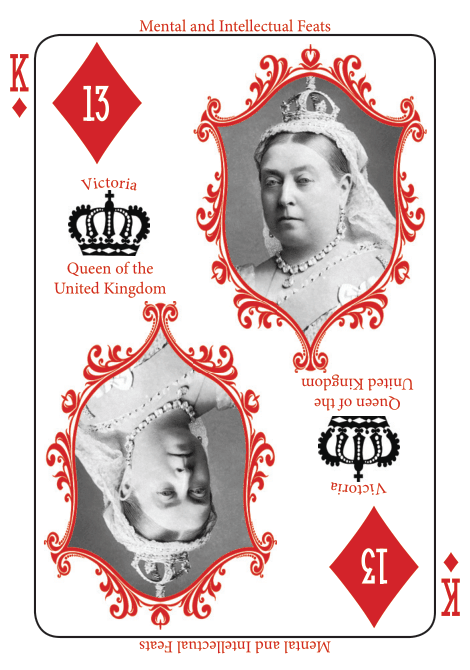 Mental and Intellectual Feats
K
13
Victoria
Queen of the
United Kingdom
United Kingdom
Queen of the
Victoria
13
K
Mental and Intellectual Feats